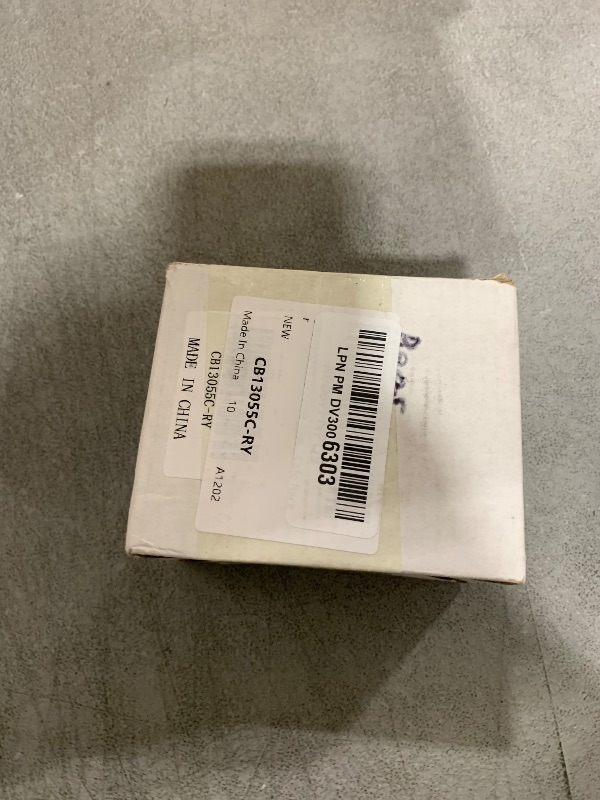 LPN PM DV300 6303
NEW
CB13055C-RY
Made In China 10 A1202
CB13055C-RY
MADE IN CHINA